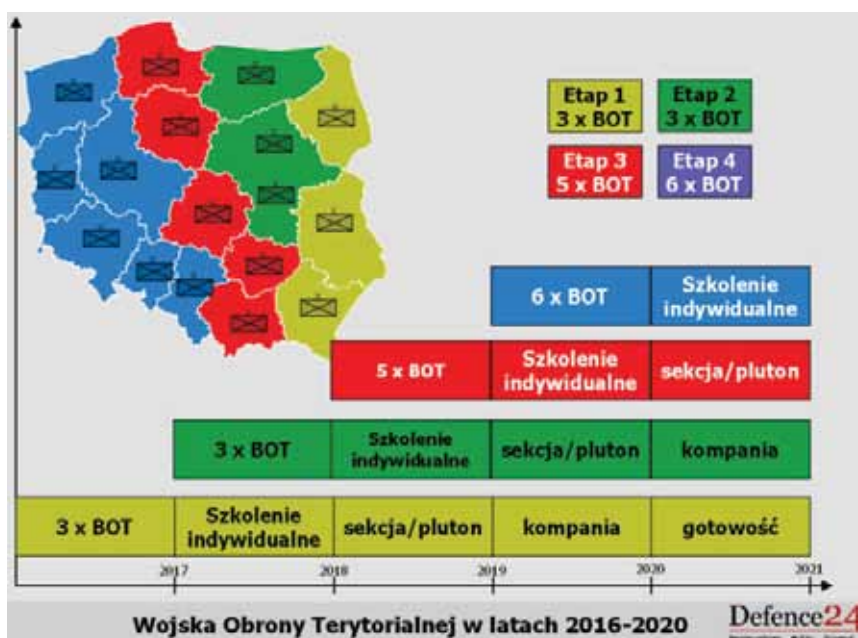 Etap 1
3 x BOT
Etap 2
3 x BOT
Etap 3
5 x BOT
Etap 4
6 x BOT
6 x BOT
Szkolenie
indywidualne
5 x BOT
Szkolenie
indywidualne
sekcja/pluton
3 x BOT
Szkolenie
indywidualne
sekcja/pluton
kompania
3 x BOT
Szkolenie
indywidualne
sekcja/pluton
kompania
gotowość
2017
2018
2019
2020
2021
Wojska Obrony Terytorialnej w latach 2016-2020
Defence24